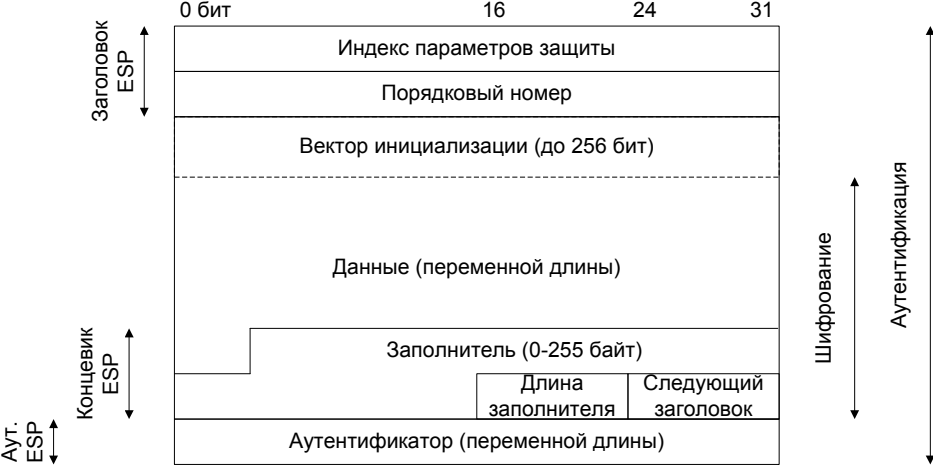 0 бит 16 24 31
Заголовок
ESP
Индекс параметров защиты
Порядковый номер
Вектор инициализации (до 256 бит)
Данные (переменной длины)
Концевик
ESP
Заполнитель (0-255 байт)
Длина
заполнителя
Следующий
заголовок
Аут.
ESP
Аутентификатор (переменной длины)
Шифрование
Аутентификация